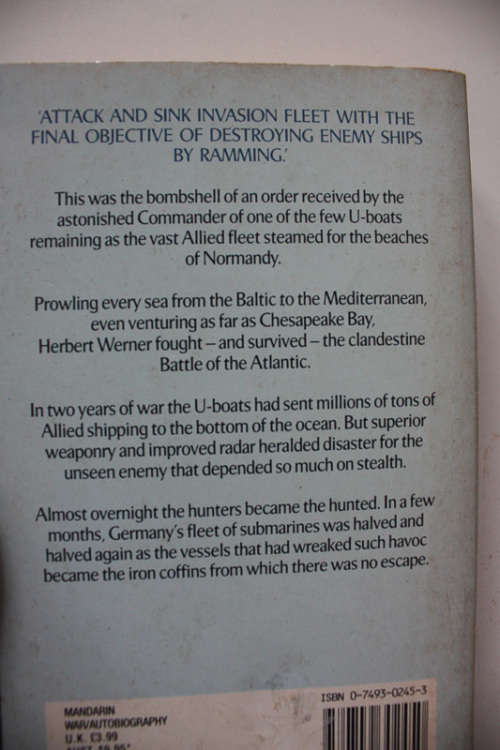 'ATTACK AND SINK INVASION FLEET WITH THE
FINAL OBJECTIVE OF DESTROYING ENEMY SHIPS
BY RAMMING.'
This was the bombshell of an order received by the
astonished Commander of one of the few U-boats
remaining as the vast Allied fleet steamed for the beaches
of Normandy.
Prowling every sea from the Baltic to the Mediterranean,
even venturing as far as Chesapeake Bay,
Herbert Werner fought – and survived – the clandestine
Battle of the Atlantic.
In two years of war the U-boats had sent millions of tons of
Allied shipping to the bottom of the ocean. But superior
weaponry and improved radar heralded disaster for the
unseen enemy that depended so much on stealth.
Almost overnight the hunters became the hunted. In a few
months, Germany's fleet of submarines was halved and
halved again as the vessels that had wreaked such havoc
became the iron coffins from which there was no escape.
ISBN 0-7493-0245-3
MANDARIN
WAR/AUTOBIOGRAPHY
U.K. £3.99